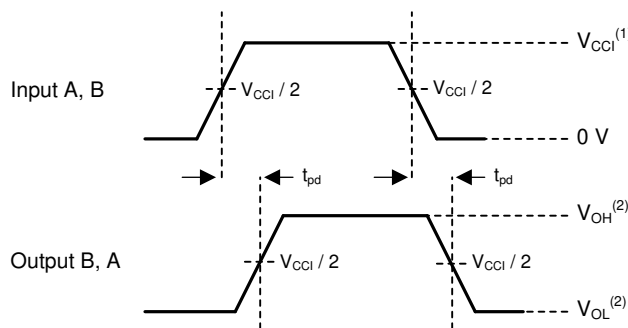 V_CCI^(1
Input A, B
V_CCI / 2
V_CCI / 2
0 V
t_pd
t_pd
V_OH^(2)
Output B, A
V_CCI / 2
V_CCI / 2
V_OL^(2)